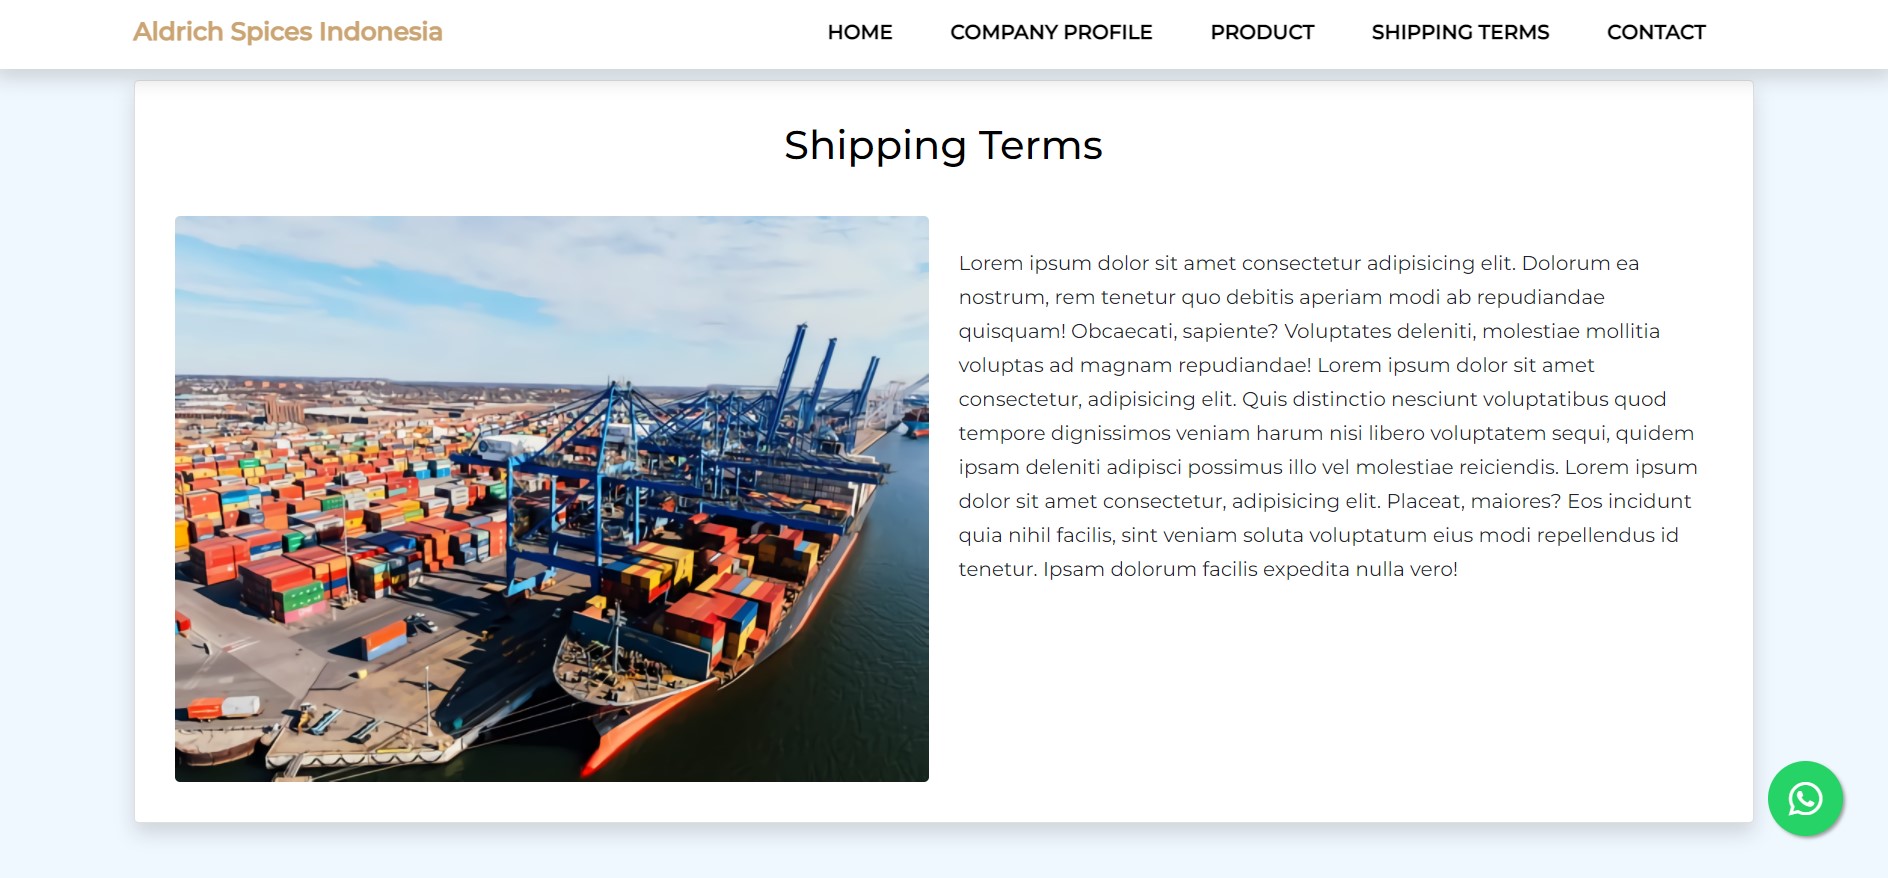 Aldrich Spices Indonesia
HOME COMPANY PROFILE PRODUCT SHIPPING TERMS CONTACT
Shipping Terms
Lorem ipsum dolor sit amet consectetur adipisicing elit. Dolorum ea
nostrum, rem tenetur quo debitis aperiam modi ab repudiandae
quisquam! Obcaecati, sapiente? Voluptates deleniti, molestiae mollitia
voluptas ad magnam repudiandae! Lorem ipsum dolor sit amet
consectetur, adipisicing elit. Quis distinctio nesciunt voluptatibus quod
tempore dignissimos veniam harum nisi libero voluptatem sequi, quidem
ipsam deleniti adipisci possimus illo vel molestiae reiciendis. Lorem ipsum
dolor sit amet consectetur, adipisicing elit. Placeat, maiores? Eos incidunt
quia nihil facilis, sint veniam soluta voluptatum eius modi repellendus id
tenetur. Ipsam dolorum facilis expedita nulla vero!